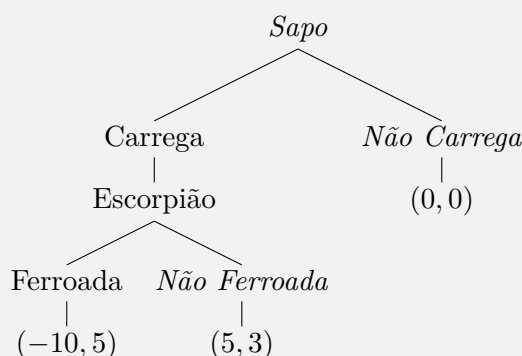 Sapo
Carrega Não Carrega
Escorpião (0, 0)
Ferroada Não Ferroada
(−10, 5) (5, 3)